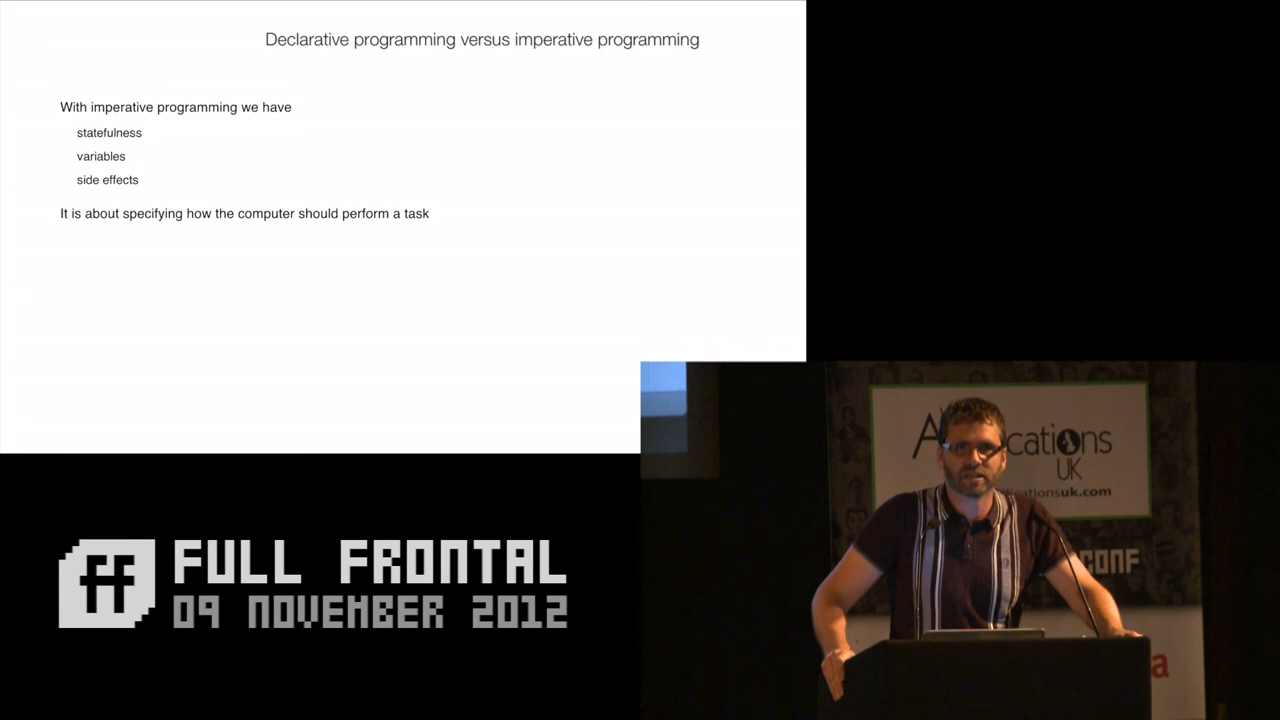 Declarative programming versus imperative programming
With imperative programming we have
statefulness
variables
side effects
It is about specifying how the computer should perform a task
ff FULL FRONTAL
09 NOVEMBER 2012
UK
CONF